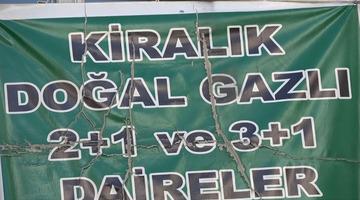 KİRALIK
DOĞAL GAZLI
2+1 ve 3+1
DAİRELER